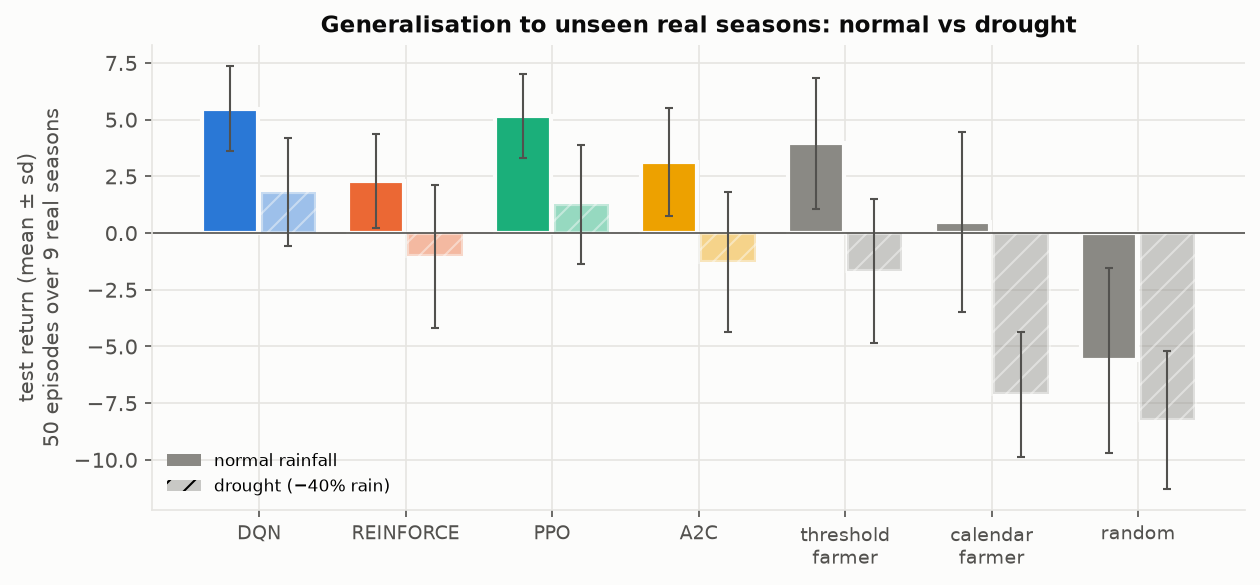 Generalisation to unseen real seasons: normal vs drought
test return (mean ± sd)
50 episodes over 9 real seasons
7.5
5.0
2.5
0.0
−2.5
−5.0
−7.5
−10.0
normal rainfall
drought (−40% rain)
DQN
REINFORCE
PPO
A2C
threshold
farmer
calendar
farmer
random